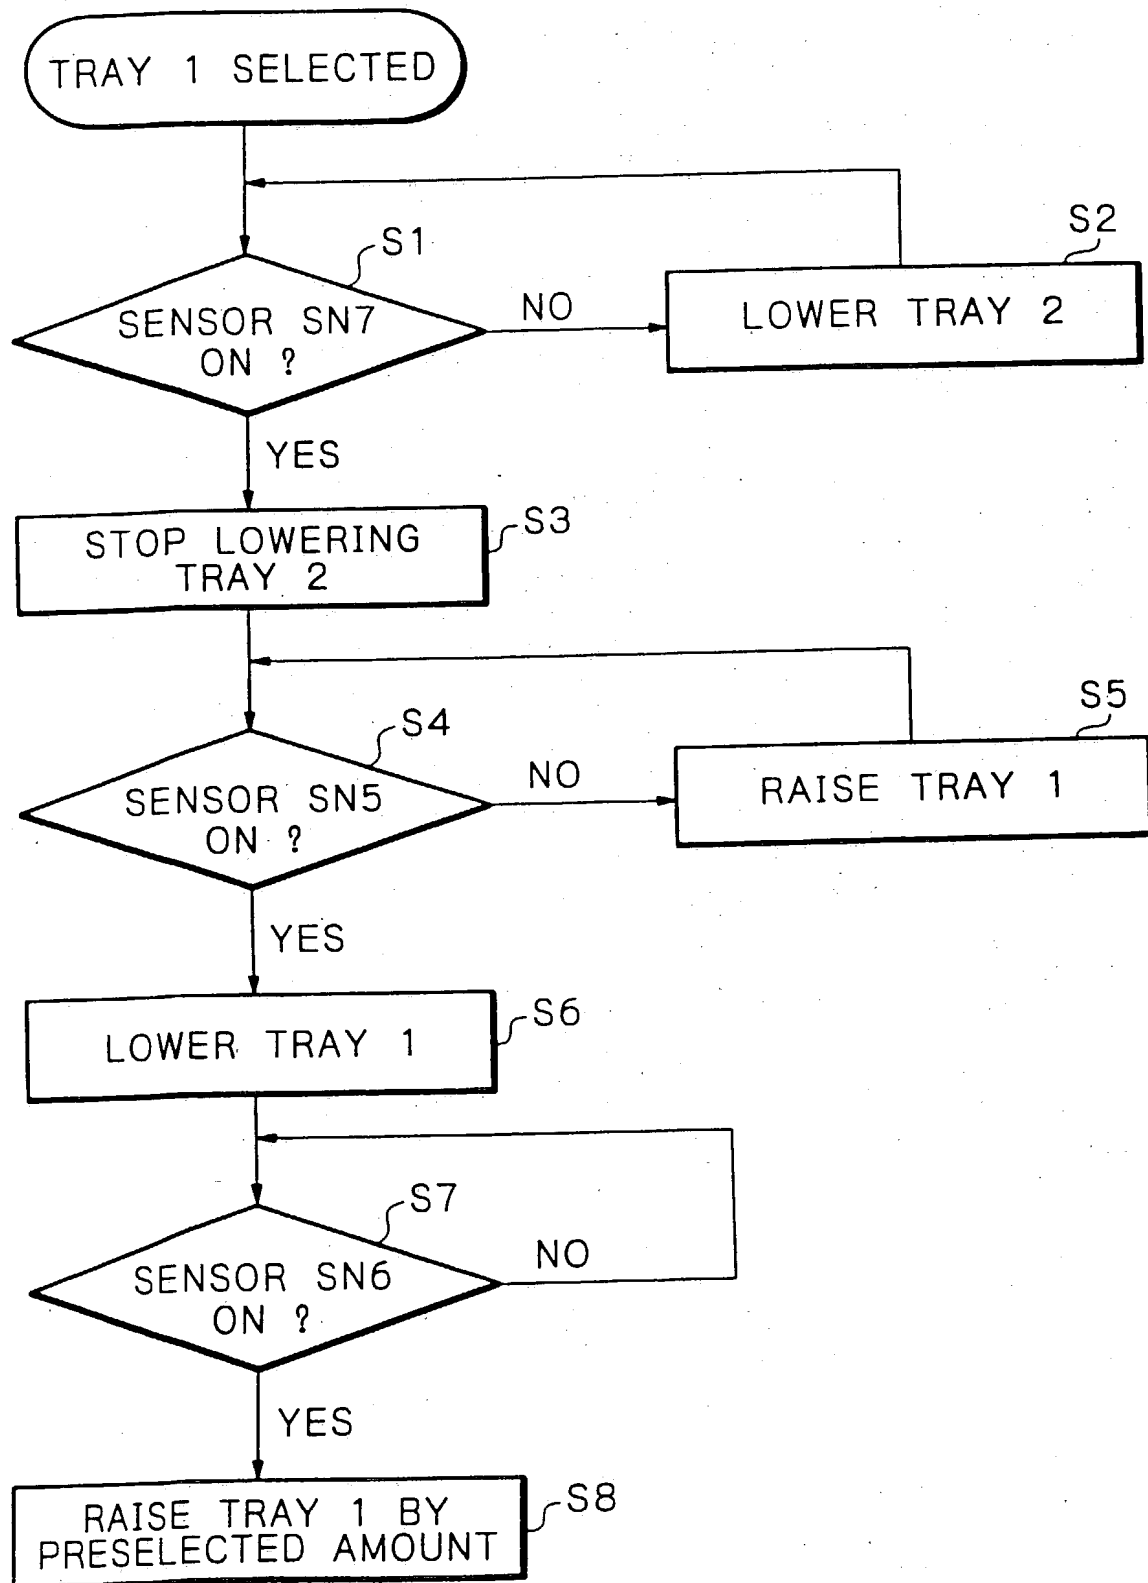 TRAY 1 SELECTED
S1
S2
SENSOR SN7
ON ?
NO
LOWER TRAY 2
YES
S3
STOP LOWERING
TRAY 2
S4
S5
SENSOR SN5
ON ?
NO
RAISE TRAY 1
YES
S6
LOWER TRAY 1
S7
SENSOR SN6
ON ?
NO
YES
S8
RAISE TRAY 1 BY
PRESELECTED AMOUNT